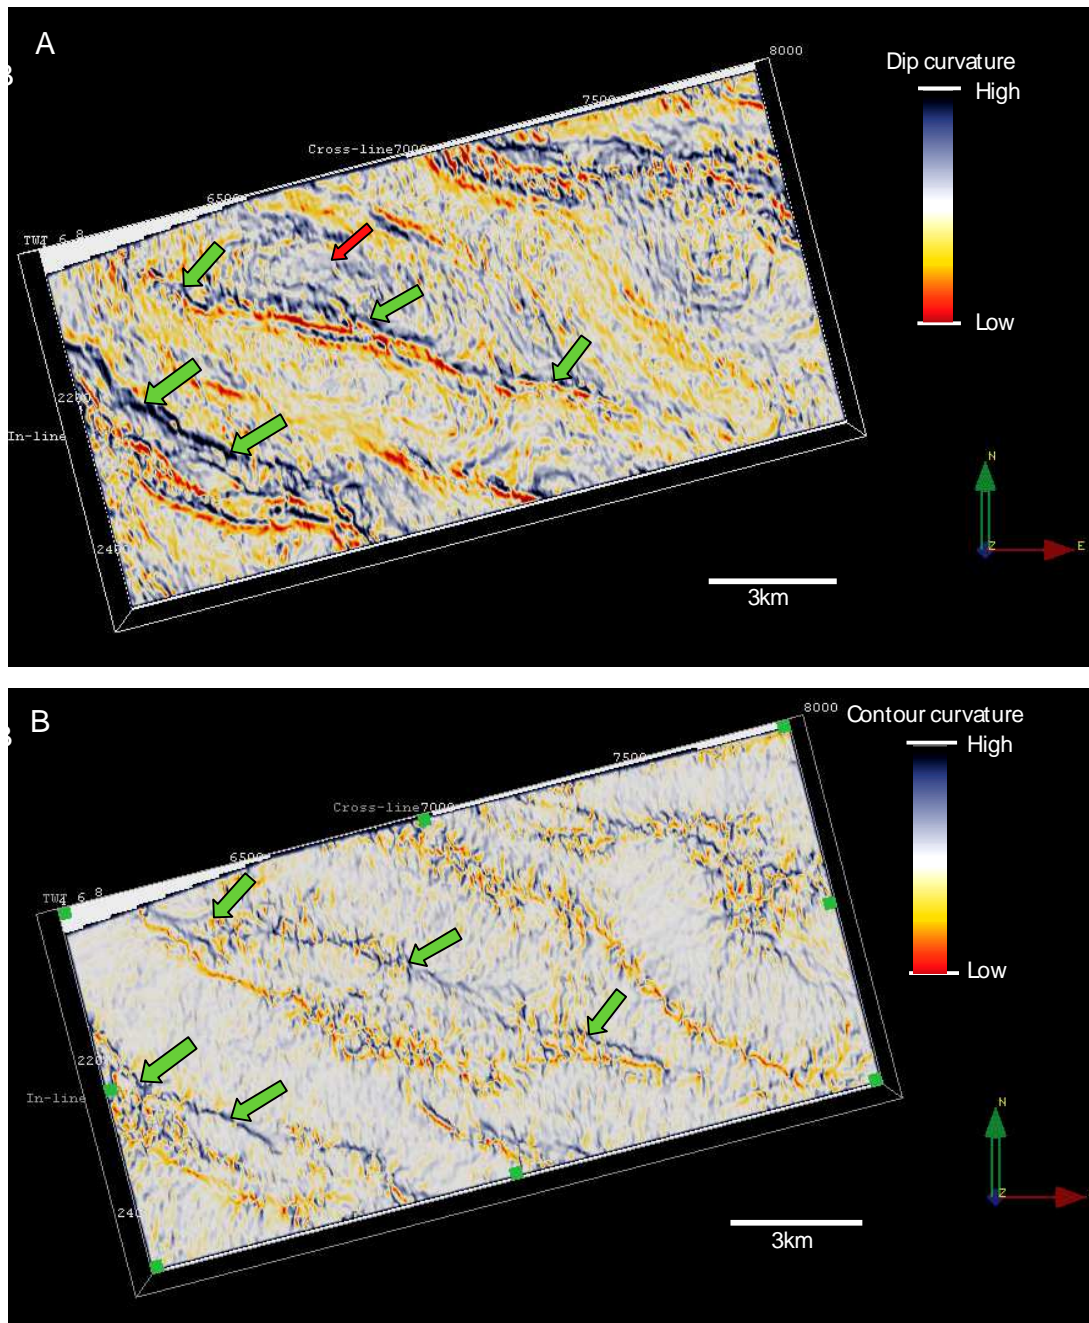 A
8000
Dip curvature
High
7500
Cross-line7000
6500
TWT
6
8
Low
2200
In-line
N
240
Z
E
3km
B
8000
Contour curvature
High
7500
Cross-line7000
6500
TWT
6
8
Low
2200
In-line
N
240
Z
3km